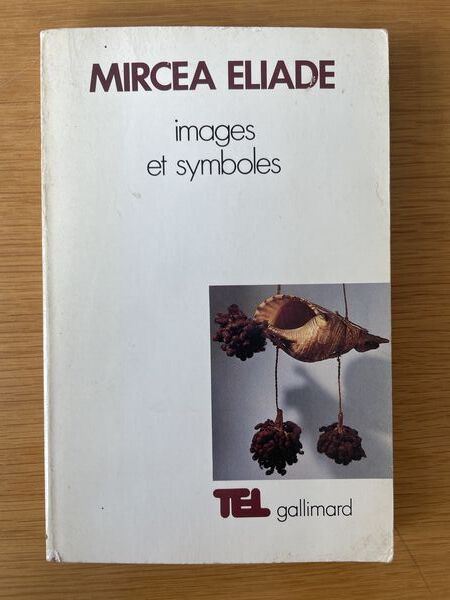 MIRCEA ELIADE
images
et symboles
TEL gallimard